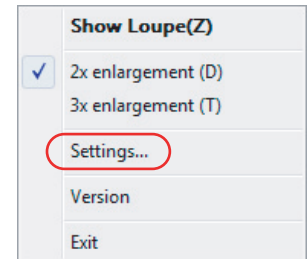 Show Loupe(Z)
2x enlargement (D)
3x enlargement (T)
Settings...
Version
Exit